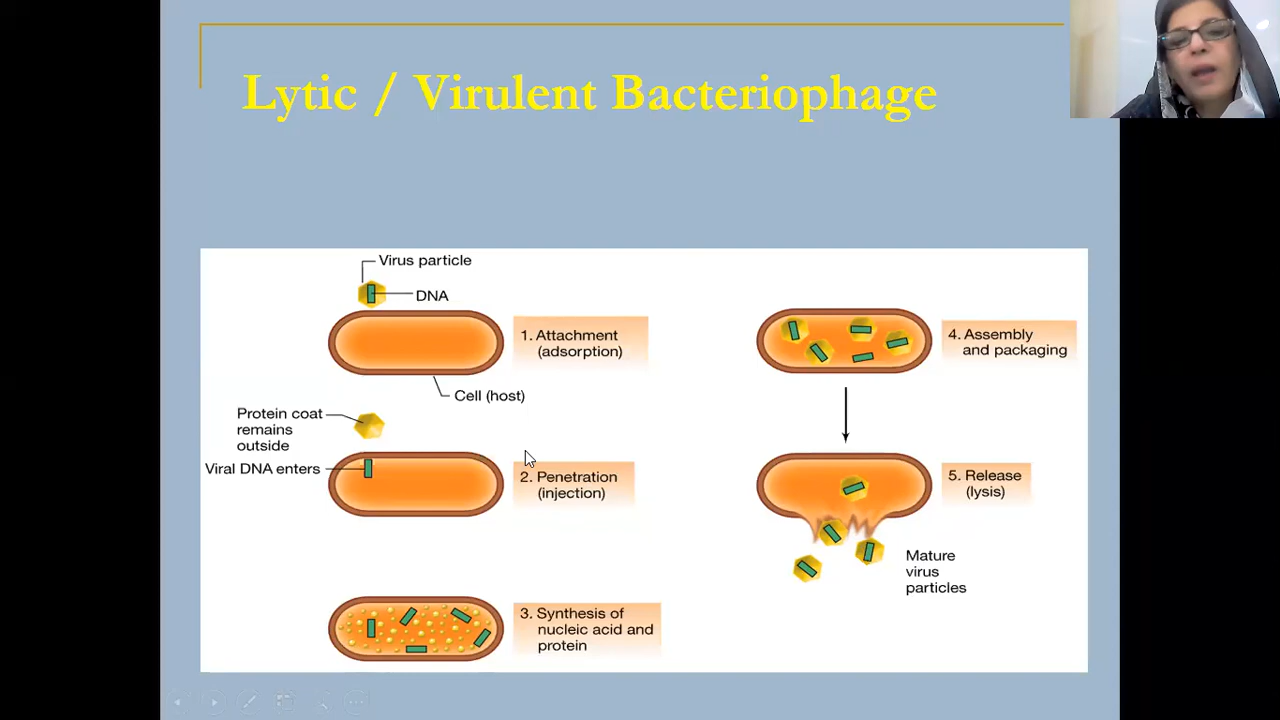 Lytic / Virulent Bacteriophage
Virus particle
DNA
1. Attachment
(adsorption)
Cell (host)
Protein coat
remains
outside
Viral DNA enters
2. Penetration
(injection)
3. Synthesis of
nucleic acid and
protein
4. Assembly
and packaging
5. Release
(lysis)
Mature
virus
particles